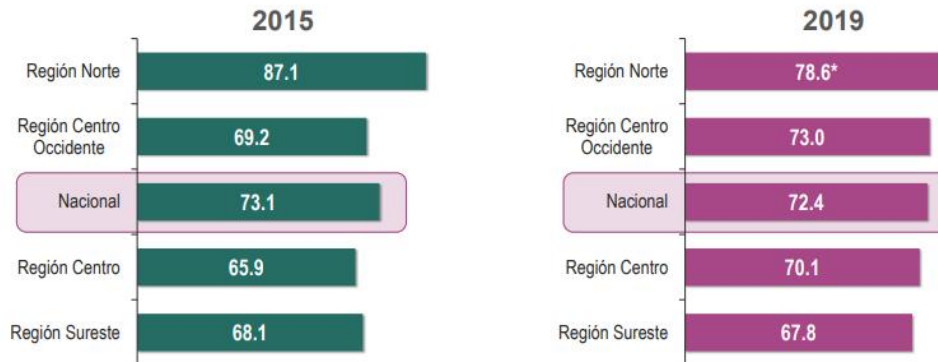 2015
Región Norte
87.1
Región Centro
Occidente
69.2
Nacional
73.1
Región Centro
65.9
Región Sureste
68.1
2019
Región Norte
78.6*
Región Centro
Occidente
73.0
Nacional
72.4
Región Centro
70.1
Región Sureste
67.8